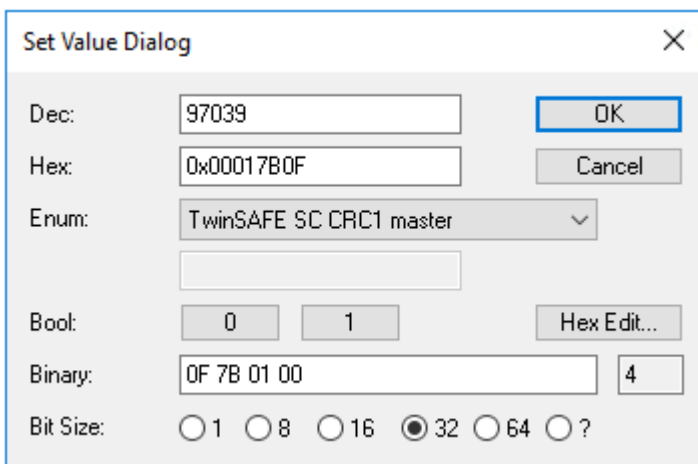 Set Value Dialog
Dec: 97039 OK
Hex: 0x00017B0F Cancel
Enum: TwinSAFE SC CRC1 master
Bool: 0 1 Hex Edit...
Binary: 0F 7B 01 00 4
Bit Size: 1 8 16 32 64 ?